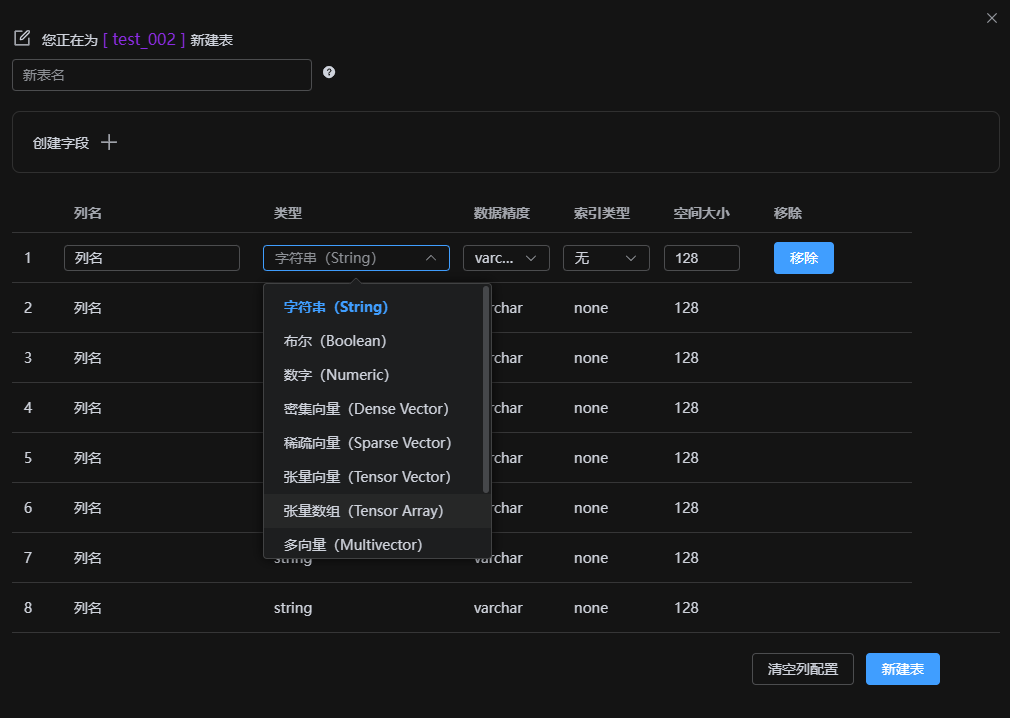 您正在为 [ test_002 ] 新建表
新表名
创建字段
列名 类型 数据精度 索引类型 空间大小 移除
1 列名 字符串（String） varc... 无 128 移除
2 列名 字符串（String） rchar none 128
布尔（Boolean）
3 列名 数字（Numeric） rchar none 128
4 列名 密集向量（Dense Vector） rchar none 128
5 列名 稀疏向量（Sparse Vector） rchar none 128
张量向量（Tensor Vector）
6 列名 张量数组（Tensor Array） rchar none 128
多向量（Multivector）
7 列名 string varchar none 128
8 列名 string varchar none 128
清空列配置 新建表